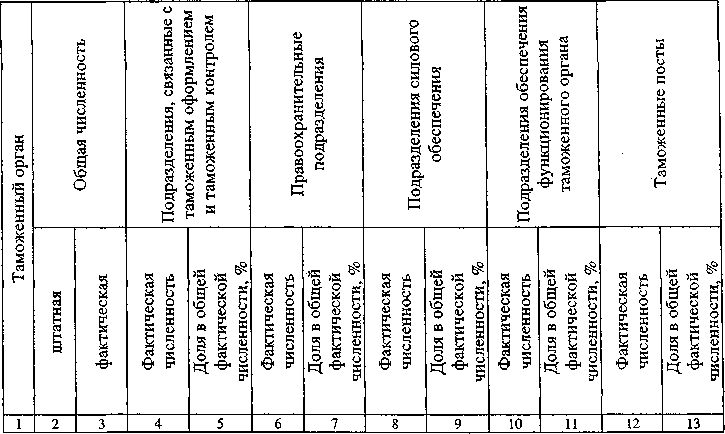 Таможенный орган
Общая численность
Подразделения, связанные с
таможенным оформлением
и таможенным контролем
Правоохранительные
подразделения
Подразделения силового
обеспечения
Подразделения обеспечения
функционирования
таможенного органа
Таможенные посты
штатная
фактическая
Фактическая
численность
Доля в общей
фактической
численности, %
Фактическая
численность
Доля в общей
фактической
численности, %
Фактическая
численность
Доля в общей
фактической
численности, %
Фактическая
численность
Доля в общей
фактической
численности, %
Фактическая
численность
Доля в общей
фактической
численности, %
1 2 3 4 5 6 7 8 9 10 11 12 13